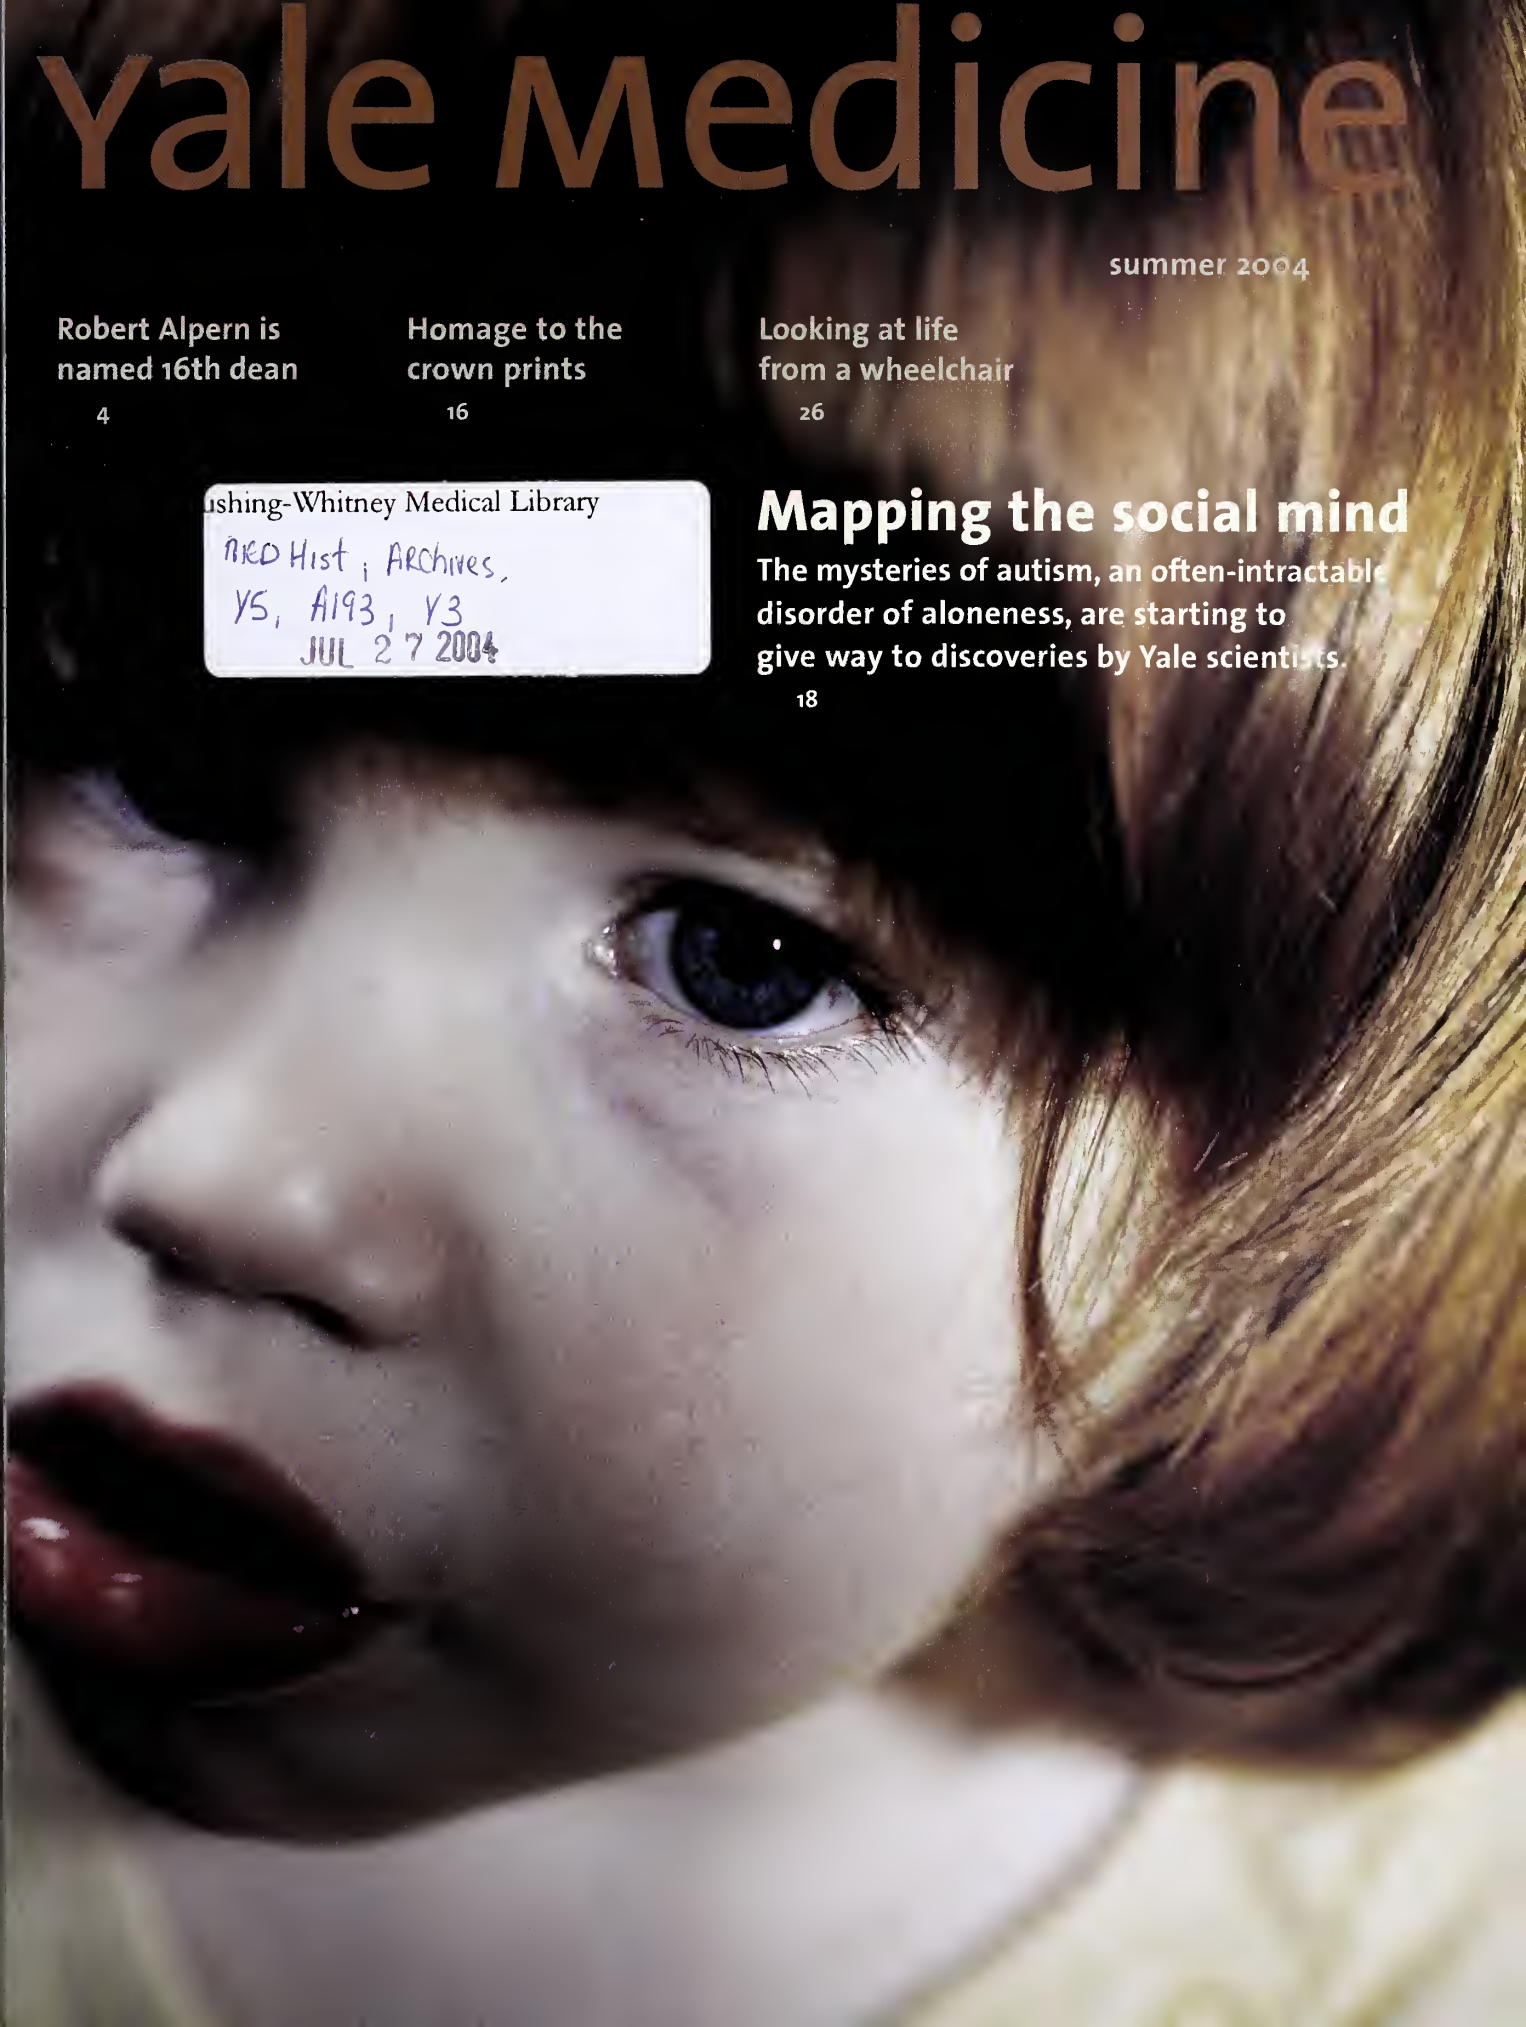 Yale Medicine
summer 2004
Robert Alpern is
named 16th dean
4
Homage to the
crown prints
16
Looking at life
from a wheelchair
26
ushing-Whitney Medical Library
MED Hist, Archives,
Y5, A193, Y3
JUL 27 2004
Mapping the social mind
The mysteries of autism, an often-intractable
disorder of aloneness, are starting to
give way to discoveries by Yale scientists.
18